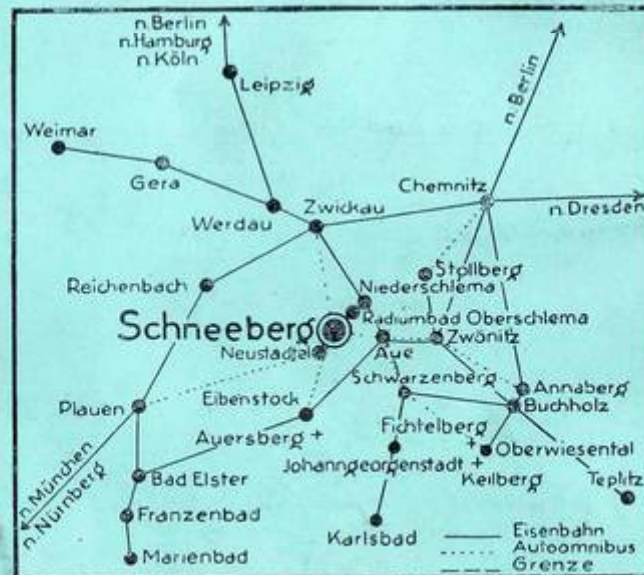 n. Berlin
n. Hamburg
n. Köln
Leipzig
n. Berlin
Weimar
Gera
Chemnitz
n. Dresden
Werdau
Zwickau
Stollberg
Reichenbach
Niederschlema
Radiumbad Oberschlema
Schneeberg
Zwönitz
Neustädtel
Aue
Schwarzenberg
Annaberg
Buchholz
Plauen
Eibenstock
Auersberg +
Fichtelberg +
Oberwiesental
Johanngeorgenstadt
+ Keilberg
n. München
n. Nürnberg
Bad Elster
Teplitz
Franzenbad
Karlsbad
Marienbad
Eisenbahn
Autoomnibus
Grenze